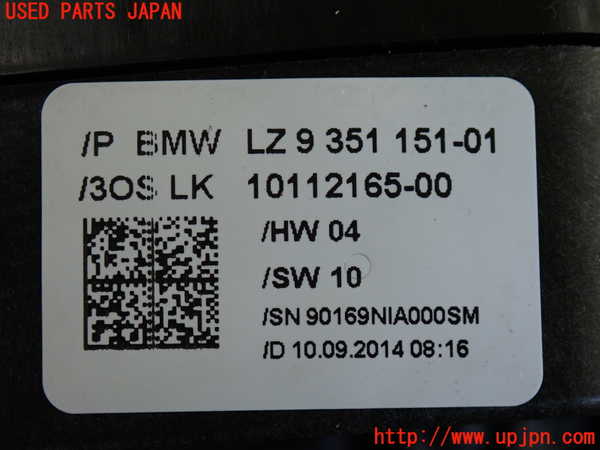 USED PARTS JAPAN
/P BMW LZ 9 351 151-01
/3OS LK 10112165-00
/HW 04
/SW 10
/SN 90169NIA000SM
/D 10.09.2014 08:16
http://www.upjpn.com